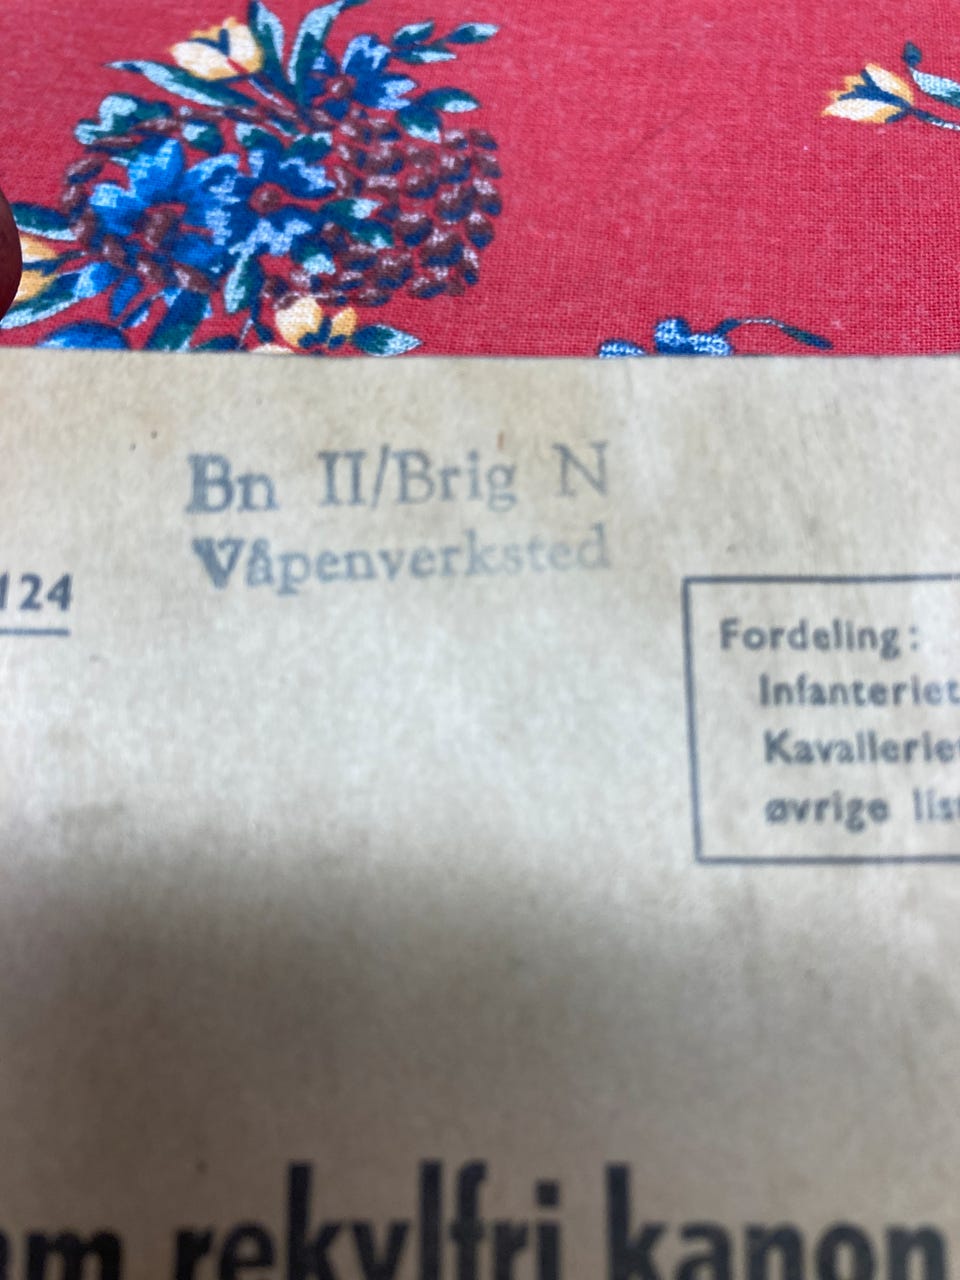 Bn II/Brig N
Våpenverksted
124
Fordeling:
Infanteriet
Kavalleriet
øvrige
rekylfri kanon